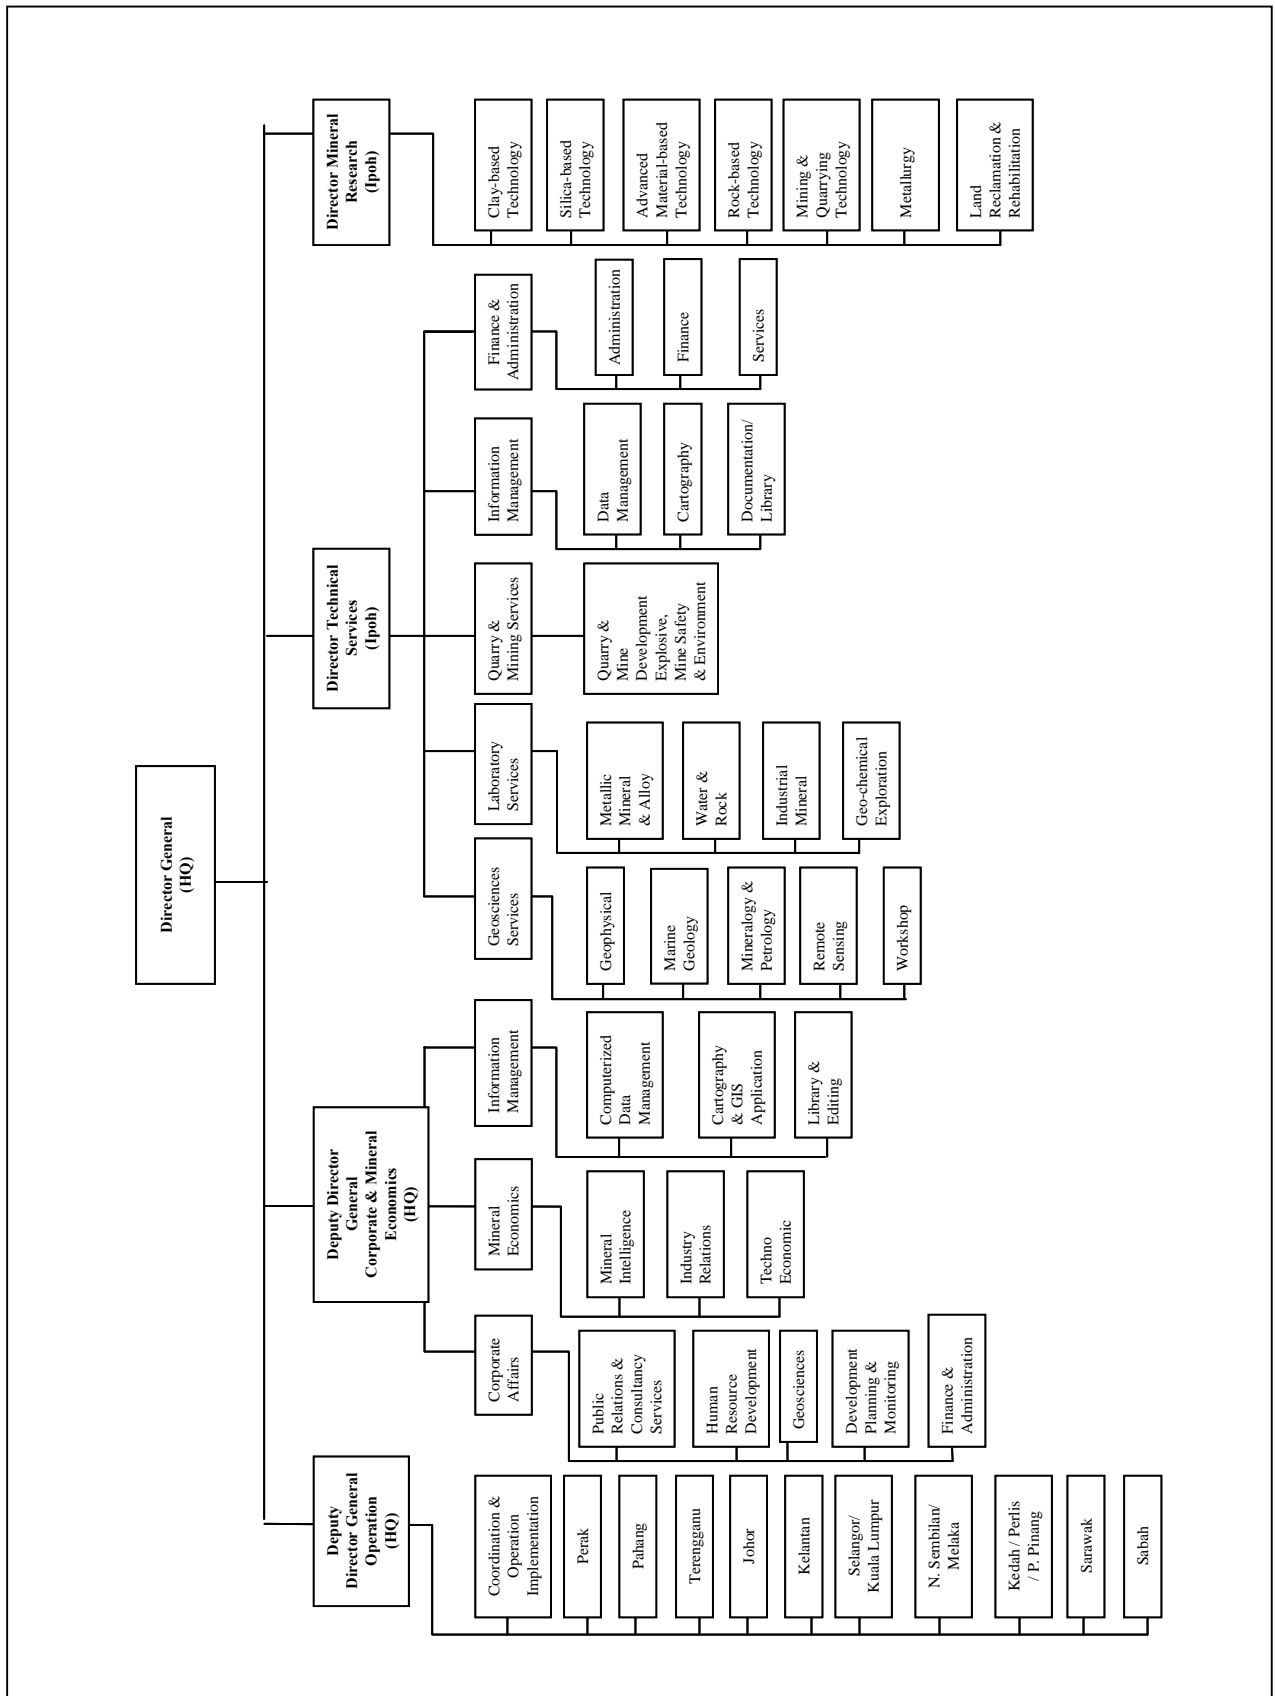 Director General
(HQ)
Deputy
Director General
Operation
(HQ)
Coordination &
Operation
Implementation
Perak
Pahang
Terengganu
Johor
Kelantan
Selangor/
Kuala Lumpur
N. Sembilan/
Melaka
Kedah / Perlis
/ P. Pinang
Sarawak
Sabah
Deputy Director
General
Corporate & Mineral
Economics
(HQ)
Corporate
Affairs
Public
Relations &
Consultancy
Services
Human
Resource
Development
Geosciences
Development
Planning &
Monitoring
Finance &
Administration
Mineral
Economics
Mineral
Intelligence
Industry
Relations
Techno
Economic
Information
Management
Computerized
Data
Management
Cartography
& GIS
Application
Library &
Editing
Director Technical
Services
(Ipoh)
Geosciences
Services
Geophysical
Marine
Geology
Mineralogy &
Petrology
Remote
Sensing
Workshop
Laboratory
Services
Metallic
Mineral
& Alloy
Water &
Rock
Industrial
Mineral
Geo-chemical
Exploration
Quarry &
Mining Services
Quarry &
Mine
Development
Explosive,
Mine Safety
& Environment
Information
Management
Data
Management
Cartography
Documentation/
Library
Finance &
Administration
Administration
Finance
Services
Director Mineral
Research
(Ipoh)
Clay-based
Technology
Silica-based
Technology
Advanced
Material-based
Technology
Rock-based
Technology
Mining &
Quarrying
Technology
Metallurgy
Land
Reclamation &
Rehabilitation